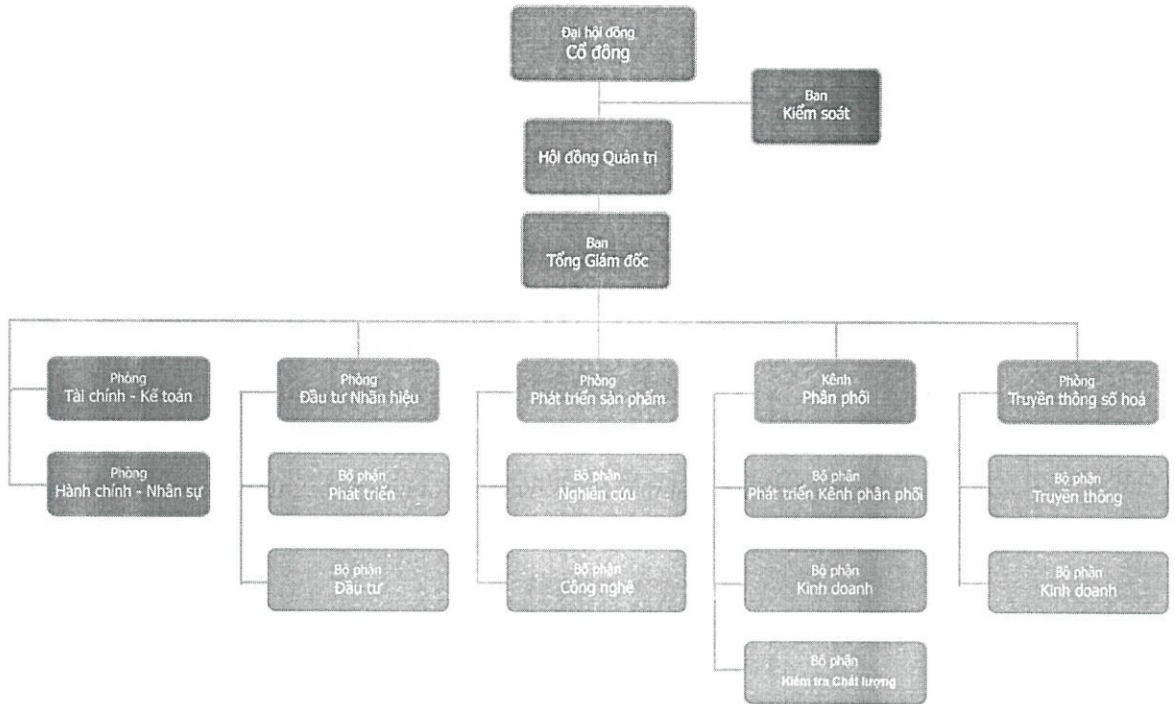 Đại hội đồng
Cổ đông
Ban
Kiểm soát
Hội đồng Quản trị
Ban
Tổng Giám đốc
Phòng
Tài chính - Kế toán
Phòng
Hành chính - Nhân sự
Phòng
Đầu tư Nhãn hiệu
Bộ phận
Phát triển
Bộ phận
Đầu tư
Phòng
Phát triển sản phẩm
Bộ phận
Nghiên cứu
Bộ phận
Công nghệ
Kênh
Phân phối
Bộ phận
Phát triển Kênh phân phối
Bộ phận
Kinh doanh
Bộ phận
Kiểm tra Chất lượng
Phòng
Truyền thông số hoá
Bộ phận
Truyền thông
Bộ phận
Kinh doanh